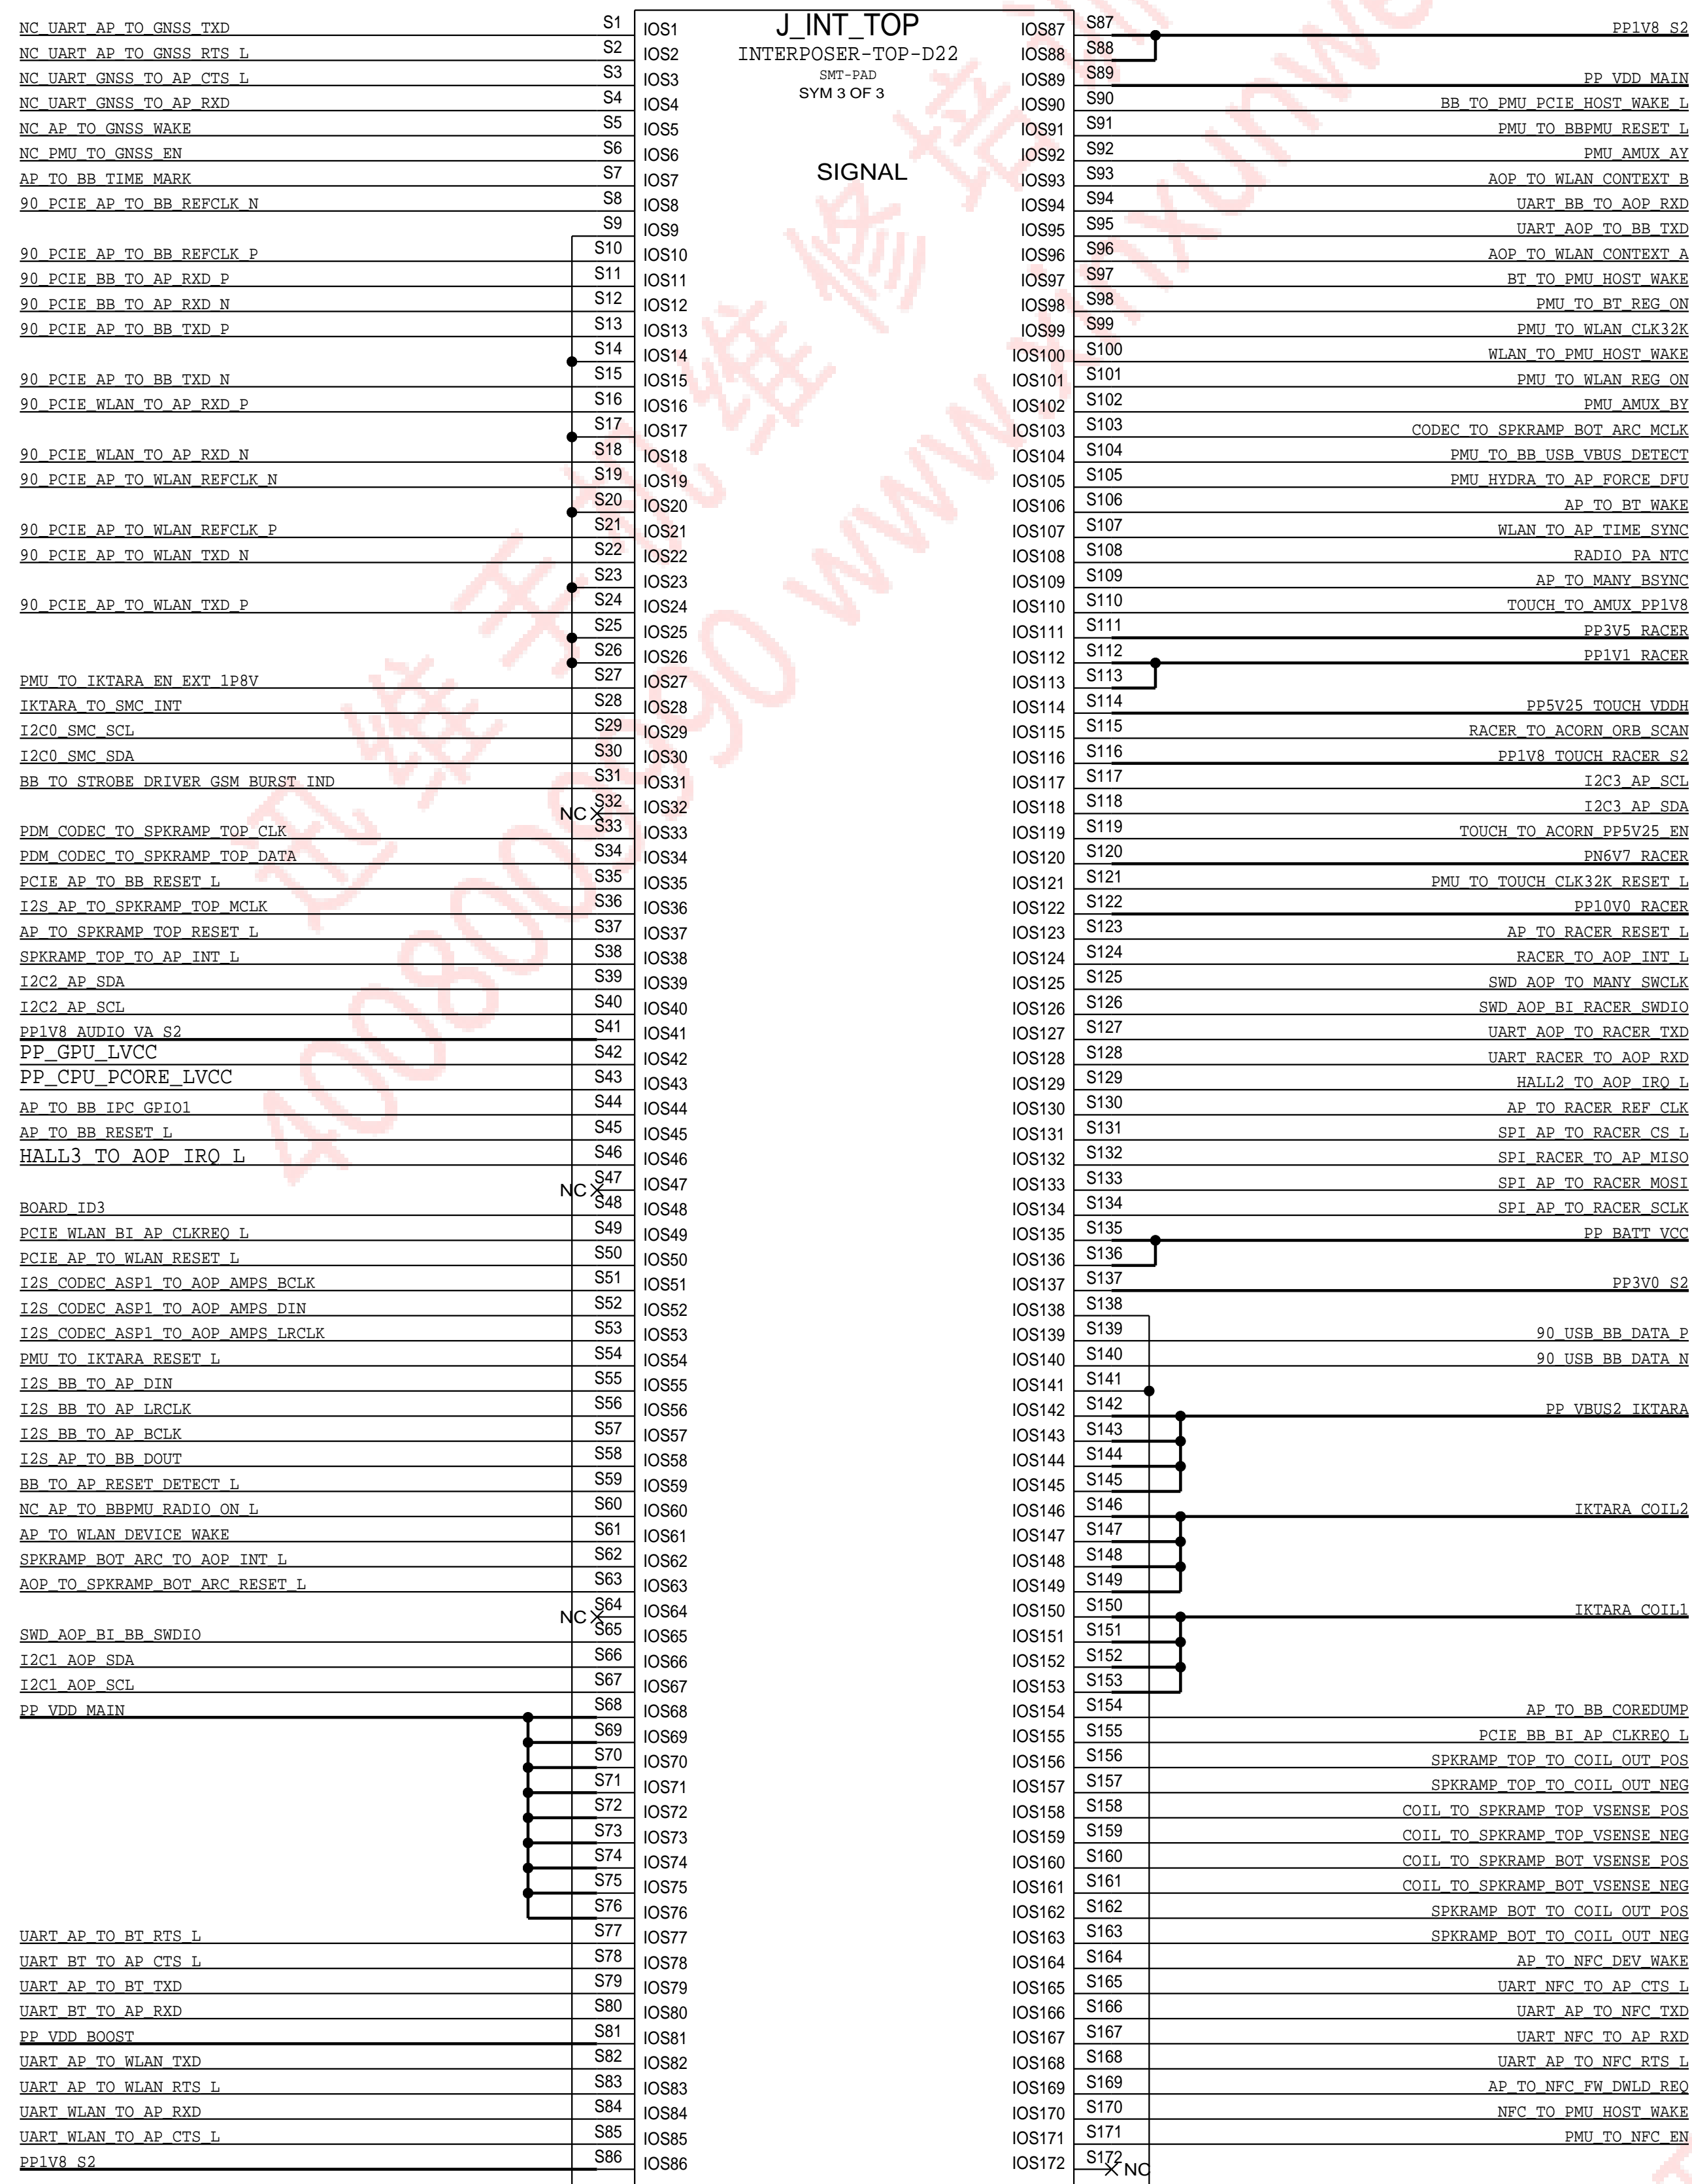 J_INT_TOP
INTERPOSER-TOP-D22
SMT-PAD
SYM 3 OF 3
SIGNAL
NC_UART_AP_TO_GNSS_TXD S1 IOS1
NC_UART_AP_TO_GNSS_RTS_L S2 IOS2
NC_UART_GNSS_TO_AP_CTS_L S3 IOS3
NC_UART_GNSS_TO_AP_RXD S4 IOS4
NC_AP_TO_GNSS_WAKE S5 IOS5
NC_PMU_TO_GNSS_EN S6 IOS6
AP_TO_BB_TIME_MARK S7 IOS7
90_PCIE_AP_TO_BB_REFCLK_N S8 IOS8
S9 IOS9
90_PCIE_AP_TO_BB_REFCLK_P S10 IOS10
90_PCIE_BB_TO_AP_RXD_P S11 IOS11
90_PCIE_BB_TO_AP_RXD_N S12 IOS12
90_PCIE_AP_TO_BB_TXD_P S13 IOS13
S14 IOS14
90_PCIE_AP_TO_BB_TXD_N S15 IOS15
90_PCIE_WLAN_TO_AP_RXD_P S16 IOS16
S17 IOS17
90_PCIE_WLAN_TO_AP_RXD_N S18 IOS18
90_PCIE_AP_TO_WLAN_REFCLK_N S19 IOS19
S20 IOS20
90_PCIE_AP_TO_WLAN_REFCLK_P S21 IOS21
90_PCIE_AP_TO_WLAN_TXD_N S22 IOS22
S23 IOS23
90_PCIE_AP_TO_WLAN_TXD_P S24 IOS24
S25 IOS25
S26 IOS26
PMU_TO_IKTARA_EN_EXT_1P8V S27 IOS27
IKTARA_TO_SMC_INT S28 IOS28
I2C0_SMC_SCL S29 IOS29
I2C0_SMC_SDA S30 IOS30
BB_TO_STROBE_DRIVER_GSM_BURST_IND S31 IOS31
NC S32 IOS32
PDM_CODEC_TO_SPKRAMP_TOP_CLK S33 IOS33
PDM_CODEC_TO_SPKRAMP_TOP_DATA S34 IOS34
PCIE_AP_TO_BB_RESET_L S35 IOS35
I2S_AP_TO_SPKRAMP_TOP_MCLK S36 IOS36
AP_TO_SPKRAMP_TOP_RESET_L S37 IOS37
SPKRAMP_TOP_TO_AP_INT_L S38 IOS38
I2C2_AP_SDA S39 IOS39
I2C2_AP_SCL S40 IOS40
PP1V8_AUDIO_VA_S2 S41 IOS41
PP_GPU_LVCC S42 IOS42
PP_CPU_PCORE_LVCC S43 IOS43
AP_TO_BB_IPC_GPIO1 S44 IOS44
AP_TO_BB_RESET_L S45 IOS45
HALL3_TO_AOP_IRQ_L S46 IOS46
NC S47 IOS47
BOARD_ID3 S48 IOS48
PCIE_WLAN_BI_AP_CLKREQ_L S49 IOS49
PCIE_AP_TO_WLAN_RESET_L S50 IOS50
I2S_CODEC_ASP1_TO_AOP_AMPS_BCLK S51 IOS51
I2S_CODEC_ASP1_TO_AOP_AMPS_DIN S52 IOS52
I2S_CODEC_ASP1_TO_AOP_AMPS_LRCLK S53 IOS53
PMU_TO_IKTARA_RESET_L S54 IOS54
I2S_BB_TO_AP_DIN S55 IOS55
I2S_BB_TO_AP_LRCLK S56 IOS56
I2S_BB_TO_AP_BCLK S57 IOS57
I2S_AP_TO_BB_DOUT S58 IOS58
BB_TO_AP_RESET_DETECT_L S59 IOS59
NC_AP_TO_BBPMU_RADIO_ON_L S60 IOS60
AP_TO_WLAN_DEVICE_WAKE S61 IOS61
SPKRAMP_BOT_ARC_TO_AOP_INT_L S62 IOS62
AOP_TO_SPKRAMP_BOT_ARC_RESET_L S63 IOS63
NC S64 IOS64
SWD_AOP_BI_BB_SWDIO S65 IOS65
I2C1_AOP_SDA S66 IOS66
I2C1_AOP_SCL S67 IOS67
PP_VDD_MAIN S68 IOS68
S69 IOS69
S70 IOS70
S71 IOS71
S72 IOS72
S73 IOS73
S74 IOS74
S75 IOS75
S76 IOS76
UART_AP_TO_BT_RTS_L S77 IOS77
UART_BT_TO_AP_CTS_L S78 IOS78
UART_AP_TO_BT_TXD S79 IOS79
UART_BT_TO_AP_RXD S80 IOS80
PP_VDD_BOOST S81 IOS81
UART_AP_TO_WLAN_TXD S82 IOS82
UART_AP_TO_WLAN_RTS_L S83 IOS83
UART_WLAN_TO_AP_RXD S84 IOS84
UART_WLAN_TO_AP_CTS_L S85 IOS85
PP1V8_S2 S86 IOS86
IOS87 S87 PP1V8_S2
IOS88 S88
IOS89 S89 PP_VDD_MAIN
IOS90 S90 BB_TO_PMU_PCIE_HOST_WAKE_L
IOS91 S91 PMU_TO_BBPMU_RESET_L
IOS92 S92 PMU_AMUX_AY
IOS93 S93 AOP_TO_WLAN_CONTEXT_B
IOS94 S94 UART_BB_TO_AOP_RXD
IOS95 S95 UART_AOP_TO_BB_TXD
IOS96 S96 AOP_TO_WLAN_CONTEXT_A
IOS97 S97 BT_TO_PMU_HOST_WAKE
IOS98 S98 PMU_TO_BT_REG_ON
IOS99 S99 PMU_TO_WLAN_CLK32K
IOS100 S100 WLAN_TO_PMU_HOST_WAKE
IOS101 S101 PMU_TO_WLAN_REG_ON
IOS102 S102 PMU_AMUX_BY
IOS103 S103 CODEC_TO_SPKRAMP_BOT_ARC_MCLK
IOS104 S104 PMU_TO_BB_USB_VBUS_DETECT
IOS105 S105 PMU_HYDRA_TO_AP_FORCE_DFU
IOS106 S106 AP_TO_BT_WAKE
IOS107 S107 WLAN_TO_AP_TIME_SYNC
IOS108 S108 RADIO_PA_NTC
IOS109 S109 AP_TO_MANY_BSYNC
IOS110 S110 TOUCH_TO_AMUX_PP1V8
IOS111 S111 PP3V5_RACER
IOS112 S112 PP1V1_RACER
IOS113 S113
IOS114 S114 PP5V25_TOUCH_VDDH
IOS115 S115 RACER_TO_ACORN_ORB_SCAN
IOS116 S116 PP1V8_TOUCH_RACER_S2
IOS117 S117 I2C3_AP_SCL
IOS118 S118 I2C3_AP_SDA
IOS119 S119 TOUCH_TO_ACORN_PP5V25_EN
IOS120 S120 PN6V7_RACER
IOS121 S121 PMU_TO_TOUCH_CLK32K_RESET_L
IOS122 S122 PP10V0_RACER
IOS123 S123 AP_TO_RACER_RESET_L
IOS124 S124 RACER_TO_AOP_INT_L
IOS125 S125 SWD_AOP_TO_MANY_SWCLK
IOS126 S126 SWD_AOP_BI_RACER_SWDIO
IOS127 S127 UART_AOP_TO_RACER_TXD
IOS128 S128 UART_RACER_TO_AOP_RXD
IOS129 S129 HALL2_TO_AOP_IRQ_L
IOS130 S130 AP_TO_RACER_REF_CLK
IOS131 S131 SPI_AP_TO_RACER_CS_L
IOS132 S132 SPI_RACER_TO_AP_MISO
IOS133 S133 SPI_AP_TO_RACER_MOSI
IOS134 S134 SPI_AP_TO_RACER_SCLK
IOS135 S135 PP_BATT_VCC
IOS136 S136
IOS137 S137 PP3V0_S2
IOS138 S138
IOS139 S139 90_USB_BB_DATA_P
IOS140 S140 90_USB_BB_DATA_N
IOS141 S141
IOS142 S142 PP_VBUS2_IKTARA
IOS143 S143
IOS144 S144
IOS145 S145
IOS146 S146 IKTARA_COIL2
IOS147 S147
IOS148 S148
IOS149 S149
IOS150 S150 IKTARA_COIL1
IOS151 S151
IOS152 S152
IOS153 S153
IOS154 S154 AP_TO_BB_COREDUMP
IOS155 S155 PCIE_BB_BI_AP_CLKREQ_L
IOS156 S156 SPKRAMP_TOP_TO_COIL_OUT_POS
IOS157 S157 SPKRAMP_TOP_TO_COIL_OUT_NEG
IOS158 S158 COIL_TO_SPKRAMP_TOP_VSENSE_POS
IOS159 S159 COIL_TO_SPKRAMP_TOP_VSENSE_NEG
IOS160 S160 COIL_TO_SPKRAMP_BOT_VSENSE_POS
IOS161 S161 COIL_TO_SPKRAMP_BOT_VSENSE_NEG
IOS162 S162 SPKRAMP_BOT_TO_COIL_OUT_POS
IOS163 S163 SPKRAMP_BOT_TO_COIL_OUT_NEG
IOS164 S164 AP_TO_NFC_DEV_WAKE
IOS165 S165 UART_NFC_TO_AP_CTS_L
IOS166 S166 UART_AP_TO_NFC_TXD
IOS167 S167 UART_NFC_TO_AP_RXD
IOS168 S168 UART_AP_TO_NFC_RTS_L
IOS169 S169 AP_TO_NFC_FW_DWLD_REQ
IOS170 S170 NFC_TO_PMU_HOST_WAKE
IOS171 S171 PMU_TO_NFC_EN
IOS172 S172 NC
迅维手机维修培
4008000990 www.xinxunwe